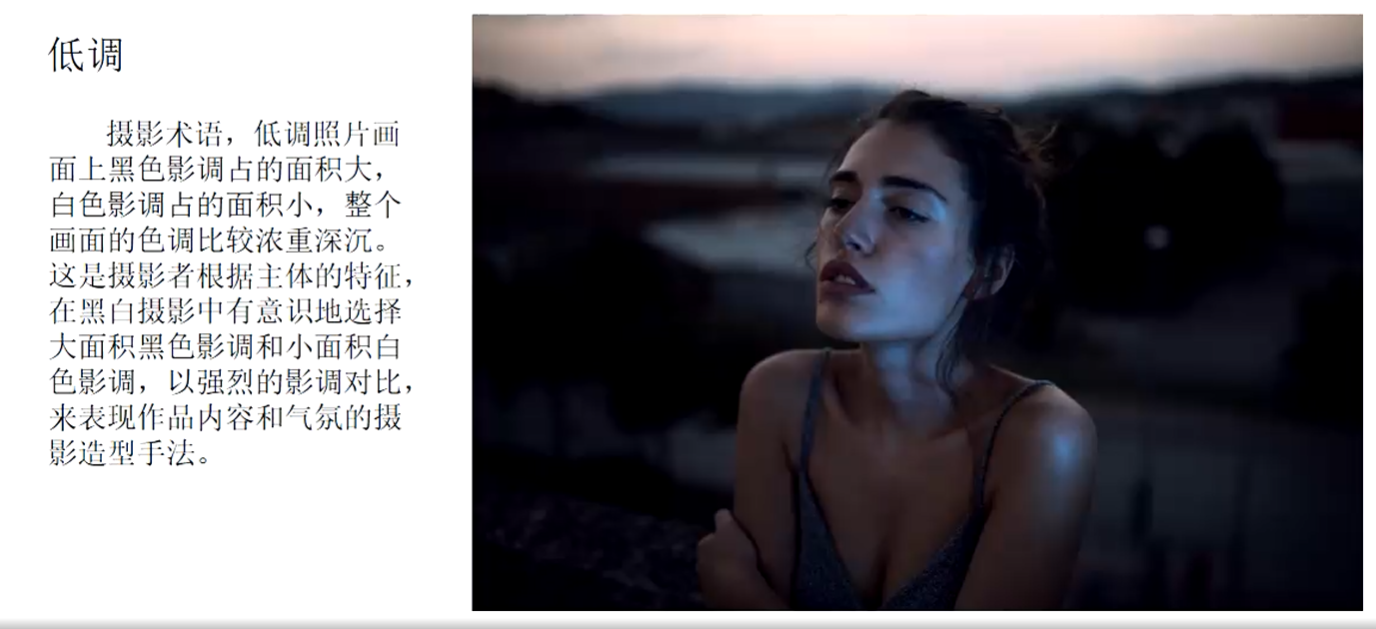 低调
摄影术语，低调照片画
面上黑色影调占的面积大，
白色影调占的面积小，整个
画面的色调比较浓重深沉。
这是摄影者根据主体的特征，
在黑白摄影中有意识地选择
大面积黑色影调和小面积白
色影调，以强烈的影调对比，
来表现作品内容和气氛的摄
影造型手法。